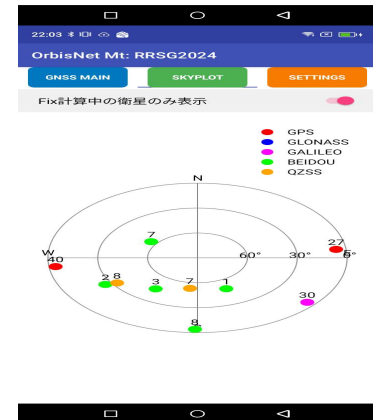 22:03
OrbisNet Mt: RRSG2024
GNSS MAIN
SKYPLOT
SETTINGS
Fix計算中の衛星のみ表示
GPS
GLONASS
GALILEO
BEIDOU
QZSS
N
7
27
W
60°
30°
40
2
8
3
7
1
30
8